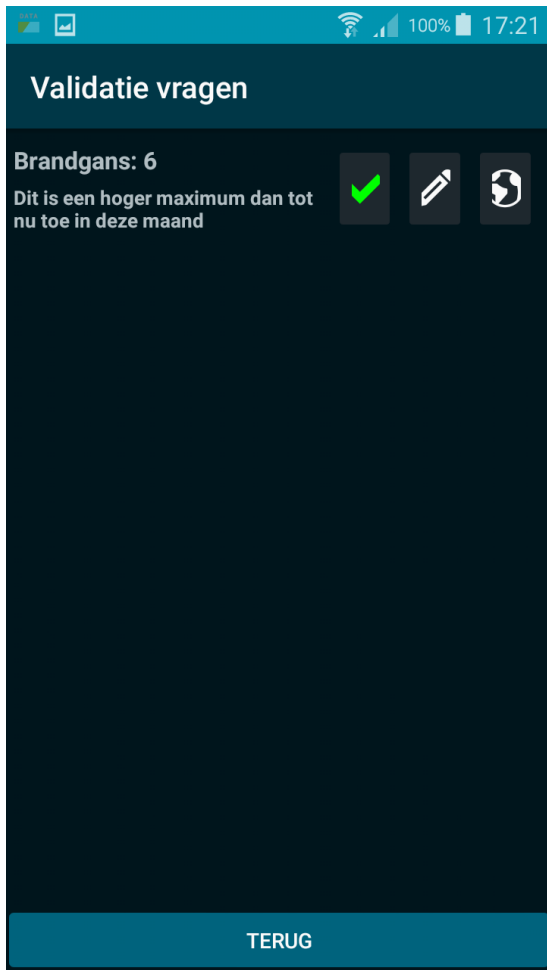 DATA
100% 17:21
Validatie vragen
Brandgans: 6
Dit is een hoger maximum dan tot
nu toe in deze maand
TERUG